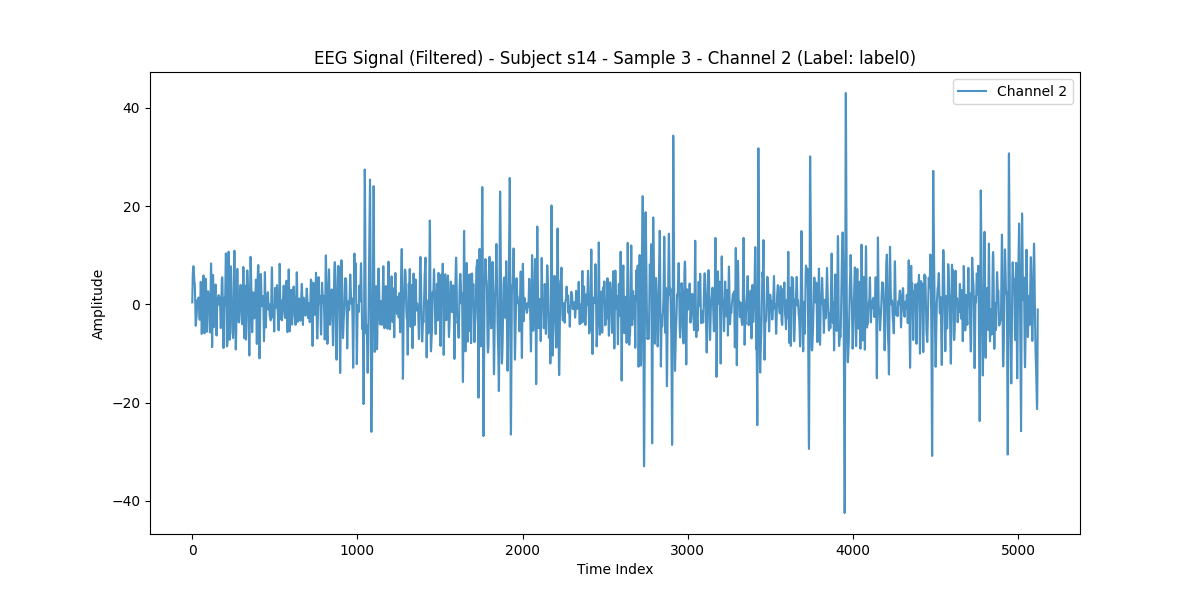 EEG Signal (Filtered) - Subject s14 - Sample 3 - Channel 2 (Label: label0)
Channel 2
Amplitude
40
20
0
−20
−40
0 1000 2000 3000 4000 5000
Time Index